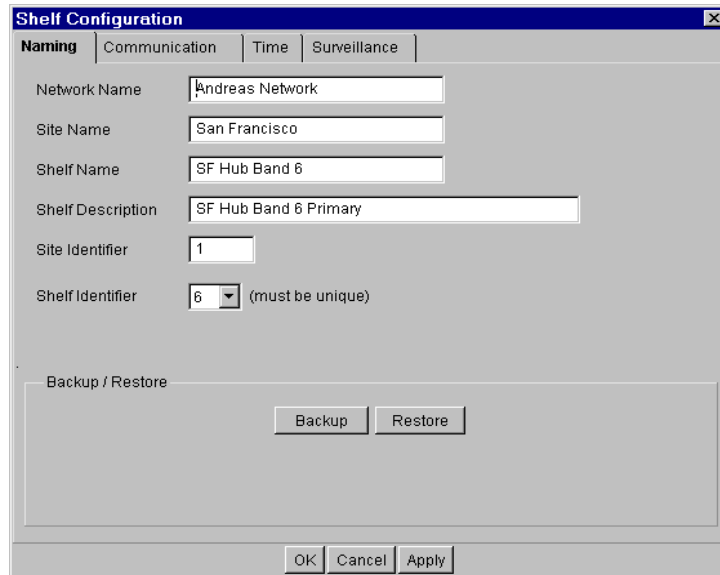 Shelf Configuration
Naming Communication Time Surveillance
Network Name Andreas Network
Site Name San Francisco
Shelf Name SF Hub Band 6
Shelf Description SF Hub Band 6 Primary
Site Identifier 1
Shelf Identifier 6 (must be unique)
Backup / Restore
Backup Restore
OK Cancel Apply